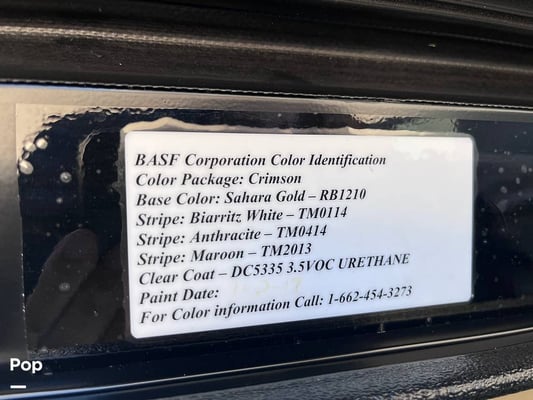 BASF Corporation Color Identification
Color Package: Crimson
Base Color: Sahara Gold – RB1210
Stripe: Biarritz White – TM0114
Stripe: Anthracite – TM0414
Stripe: Maroon – TM2013
Clear Coat – DC5335 3.5VOC URETHANE
Paint Date:
For Color information Call: 1-662-454-3273
Pop